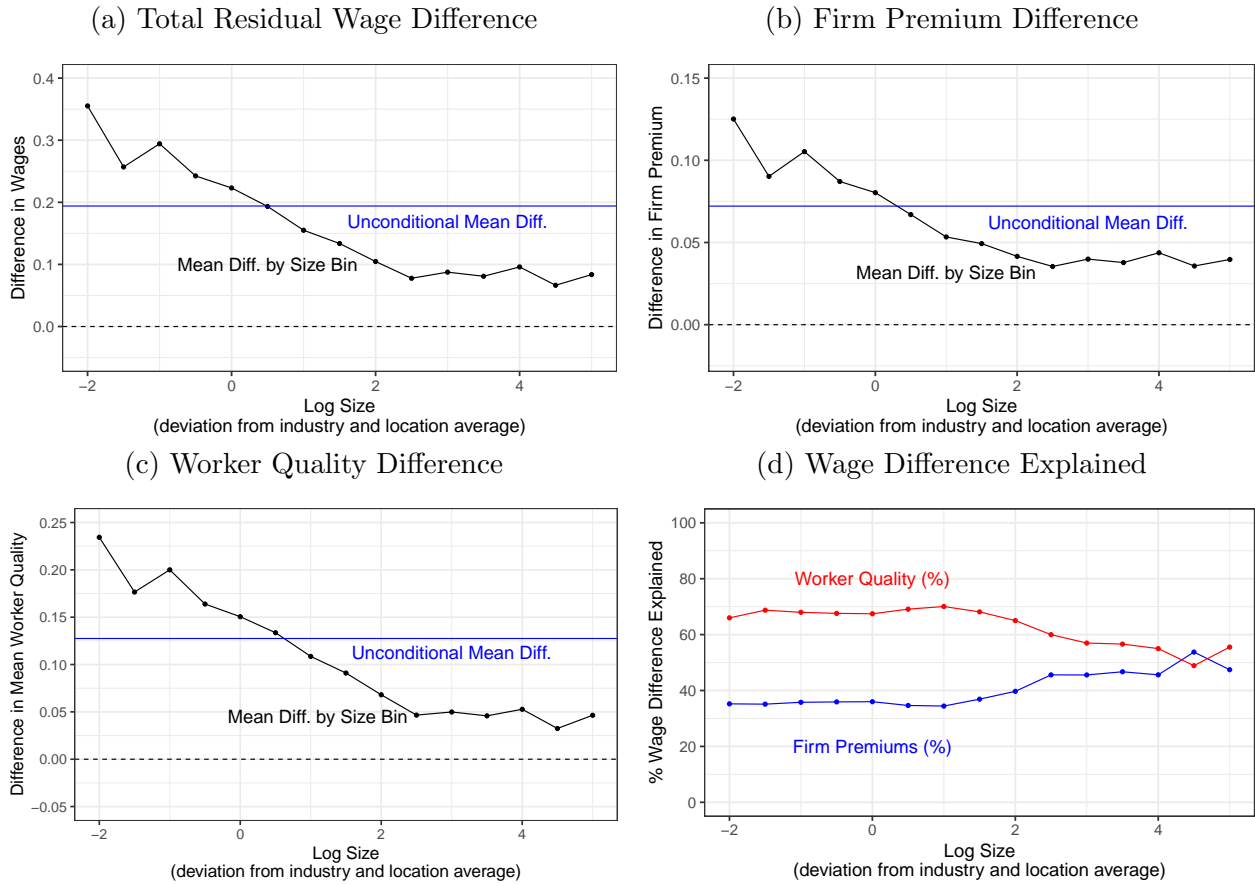 (a) Total Residual Wage Difference
0.4
0.3
0.2
0.1
0.0
Difference in Wages
Unconditional Mean Diff.
Mean Diff. by Size Bin
−2
0
2
4
Log Size
(deviation from industry and location average)
(b) Firm Premium Difference
0.15
0.10
0.05
0.00
Difference in Firm Premium
Unconditional Mean Diff.
Mean Diff. by Size Bin
−2
0
2
4
Log Size
(deviation from industry and location average)
(c) Worker Quality Difference
0.25
0.20
0.15
0.10
0.05
0.00
−0.05
Difference in Mean Worker Quality
Unconditional Mean Diff.
Mean Diff. by Size Bin
−2
0
2
4
Log Size
(deviation from industry and location average)
(d) Wage Difference Explained
100
80
60
40
20
0
% Wage Difference Explained
Worker Quality (%)
Firm Premiums (%)
−2
0
2
4
Log Size
(deviation from industry and location average)